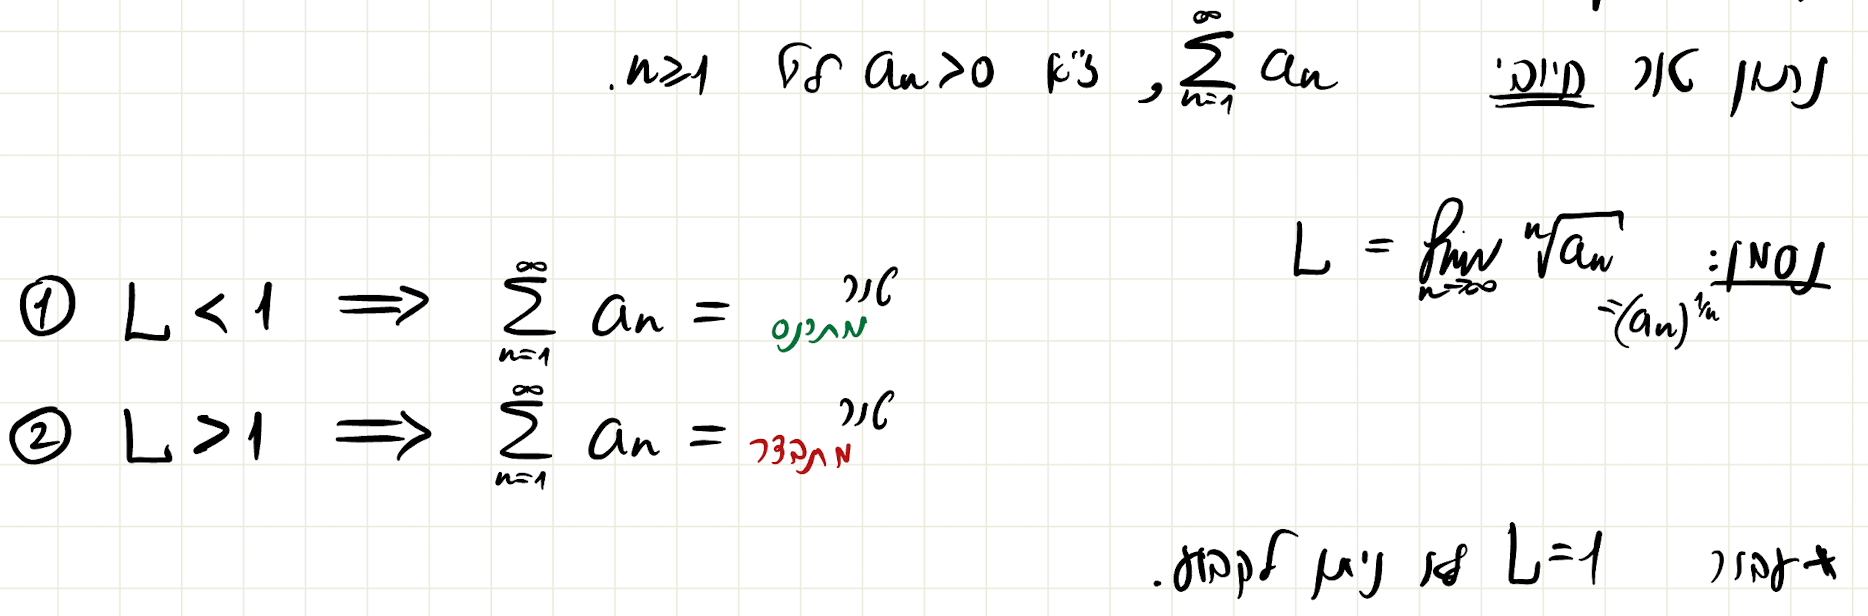 נתון טור חיובי $\sum_{n=1}^{\infty} a_n$, ז"א $a_n > 0$ לכל $n \geq 1$.
נסמן: $L = \lim_{n \to \infty} \sqrt[n]{a_n} = (a_n)^{1/n}$
① $L < 1 \implies \sum_{n=1}^{\infty} a_n =$ טור מתכנס
② $L > 1 \implies \sum_{n=1}^{\infty} a_n =$ טור מתבדר
* עבור $L = 1$ לא ניתן לקבוע.